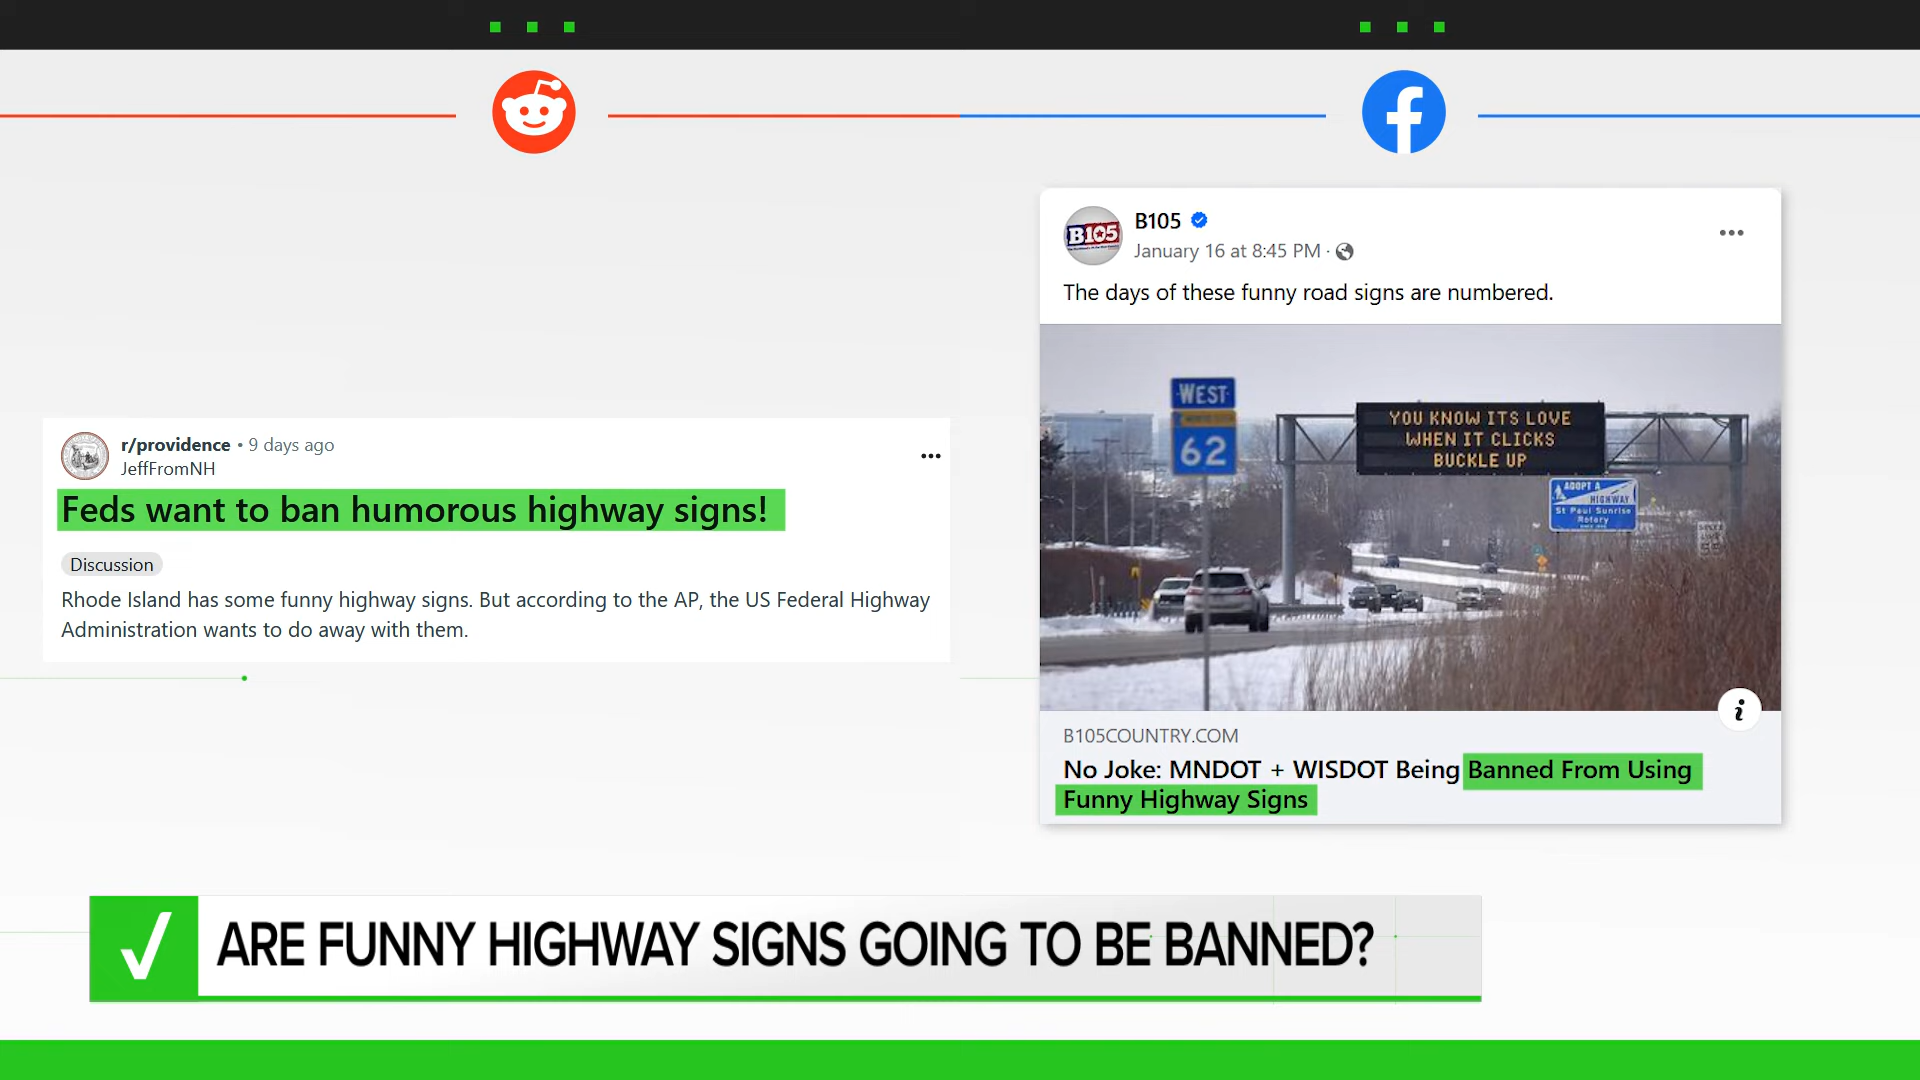 r/providence • 9 days ago
JeffFromNH
Feds want to ban humorous highway signs!
Discussion
Rhode Island has some funny highway signs. But according to the AP, the US Federal Highway
Administration wants to do away with them.
B105
B105
January 16 at 8:45 PM ·
The days of these funny road signs are numbered.
WEST
62
YOU KNOW ITS LOVE
WHEN IT CLICKS
BUCKLE UP
ADOPT A
HIGHWAY
St Paul Sunrise
Rotary
B105COUNTRY.COM
No Joke: MNDOT + WISDOT Being Banned From Using
Funny Highway Signs
ARE FUNNY HIGHWAY SIGNS GOING TO BE BANNED?